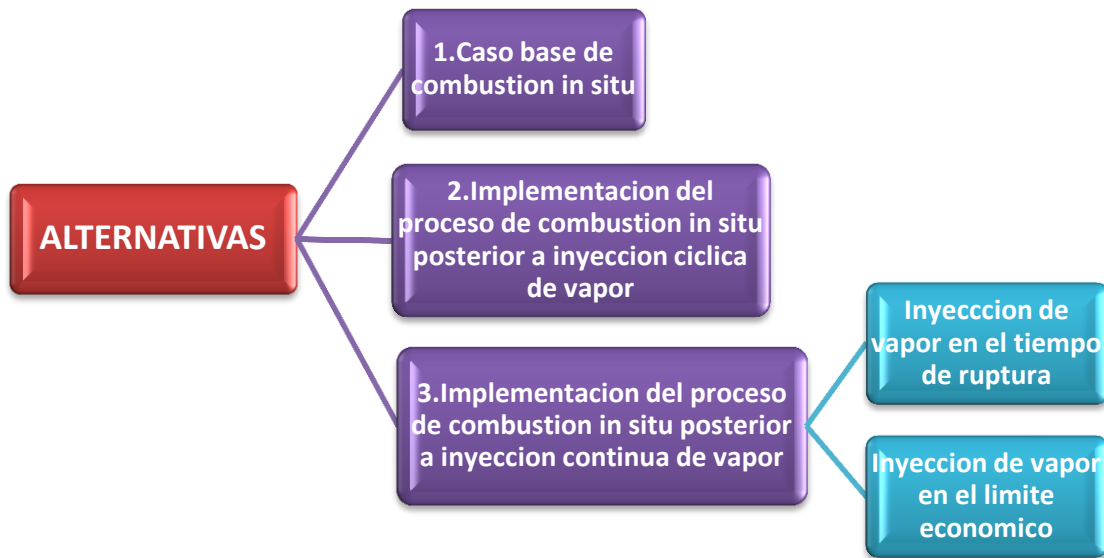 1.Caso base de
combustion in situ
ALTERNATIVAS
2.Implementacion del
proceso de combustion in situ
posterior a inyeccion ciclica
de vapor
3.Implementacion del proceso
de combustion in situ posterior
a inyeccion continua de vapor
Inyecccion de
vapor en el tiempo
de ruptura
Inyeccion de vapor
en el limite
economico